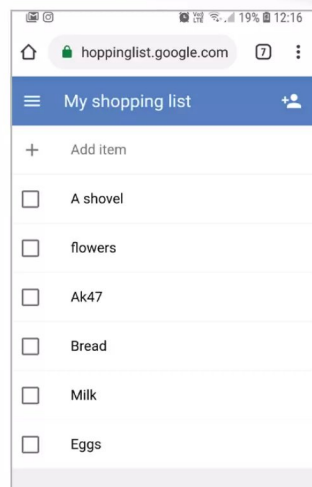 19% 12:16
hoppinglist.google.com 7
My shopping list
Add item
A shovel
flowers
Ak47
Bread
Milk
Eggs